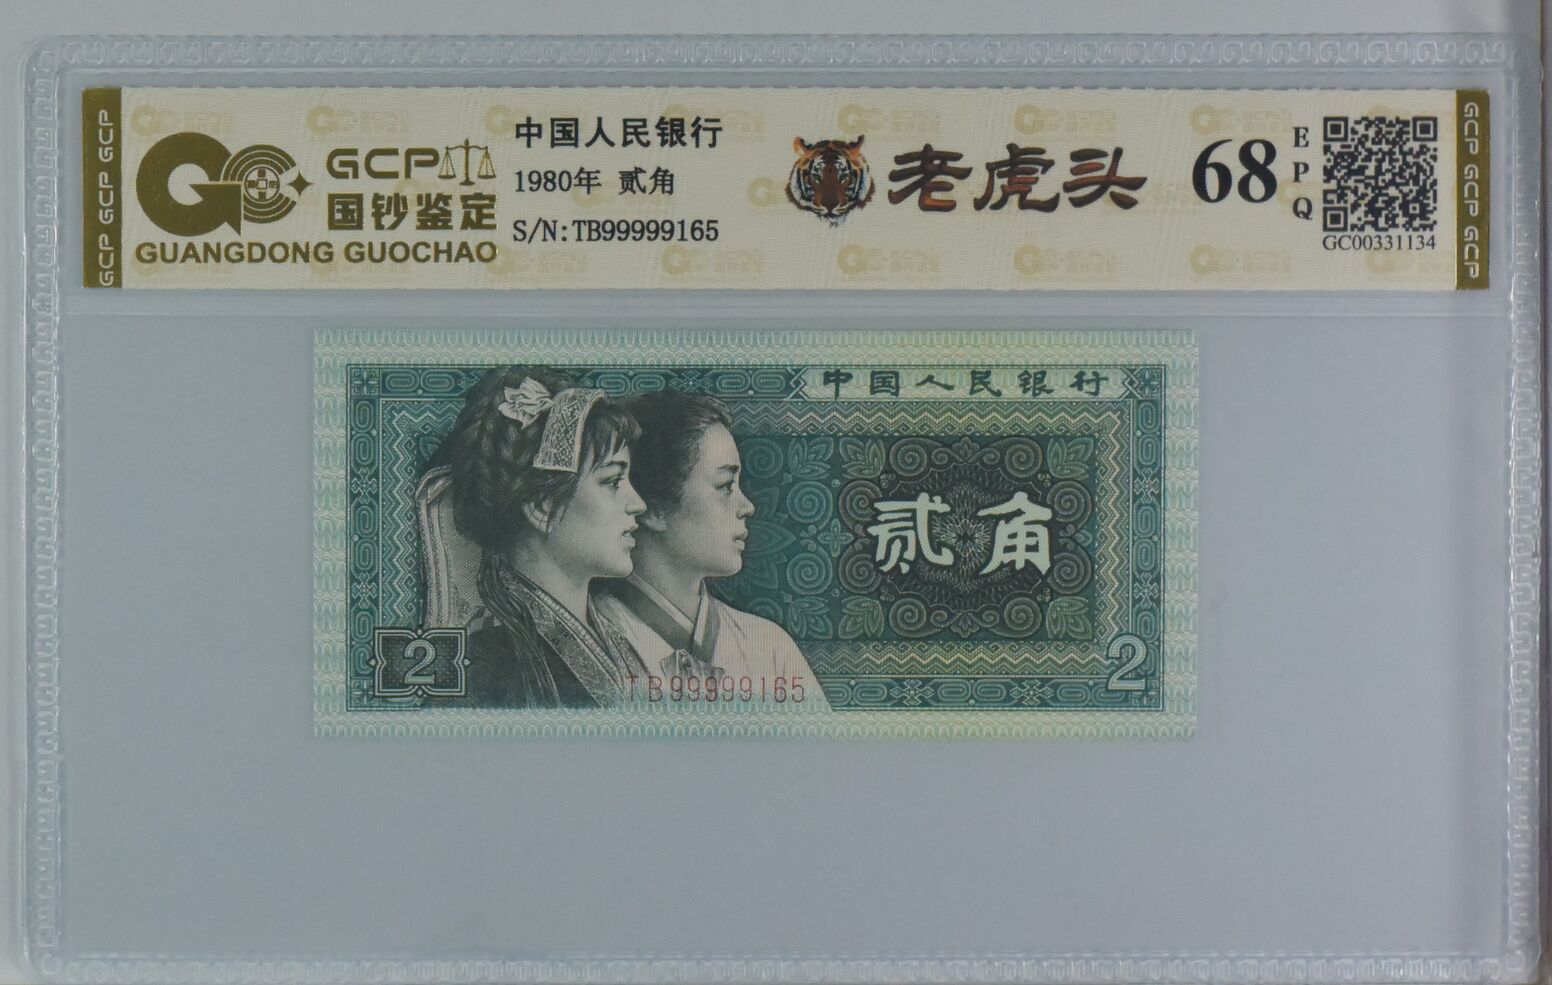 GCP GCP GCP
GCP
国钞鉴定
GUANGDONG GUOCHAO
中国人民银行
1980年 贰角
S/N:TB99999165
老虎头
68
EPQ
GC00331134
GCP GCP GCP
中国人民银行
贰角
2
2
TB99999165